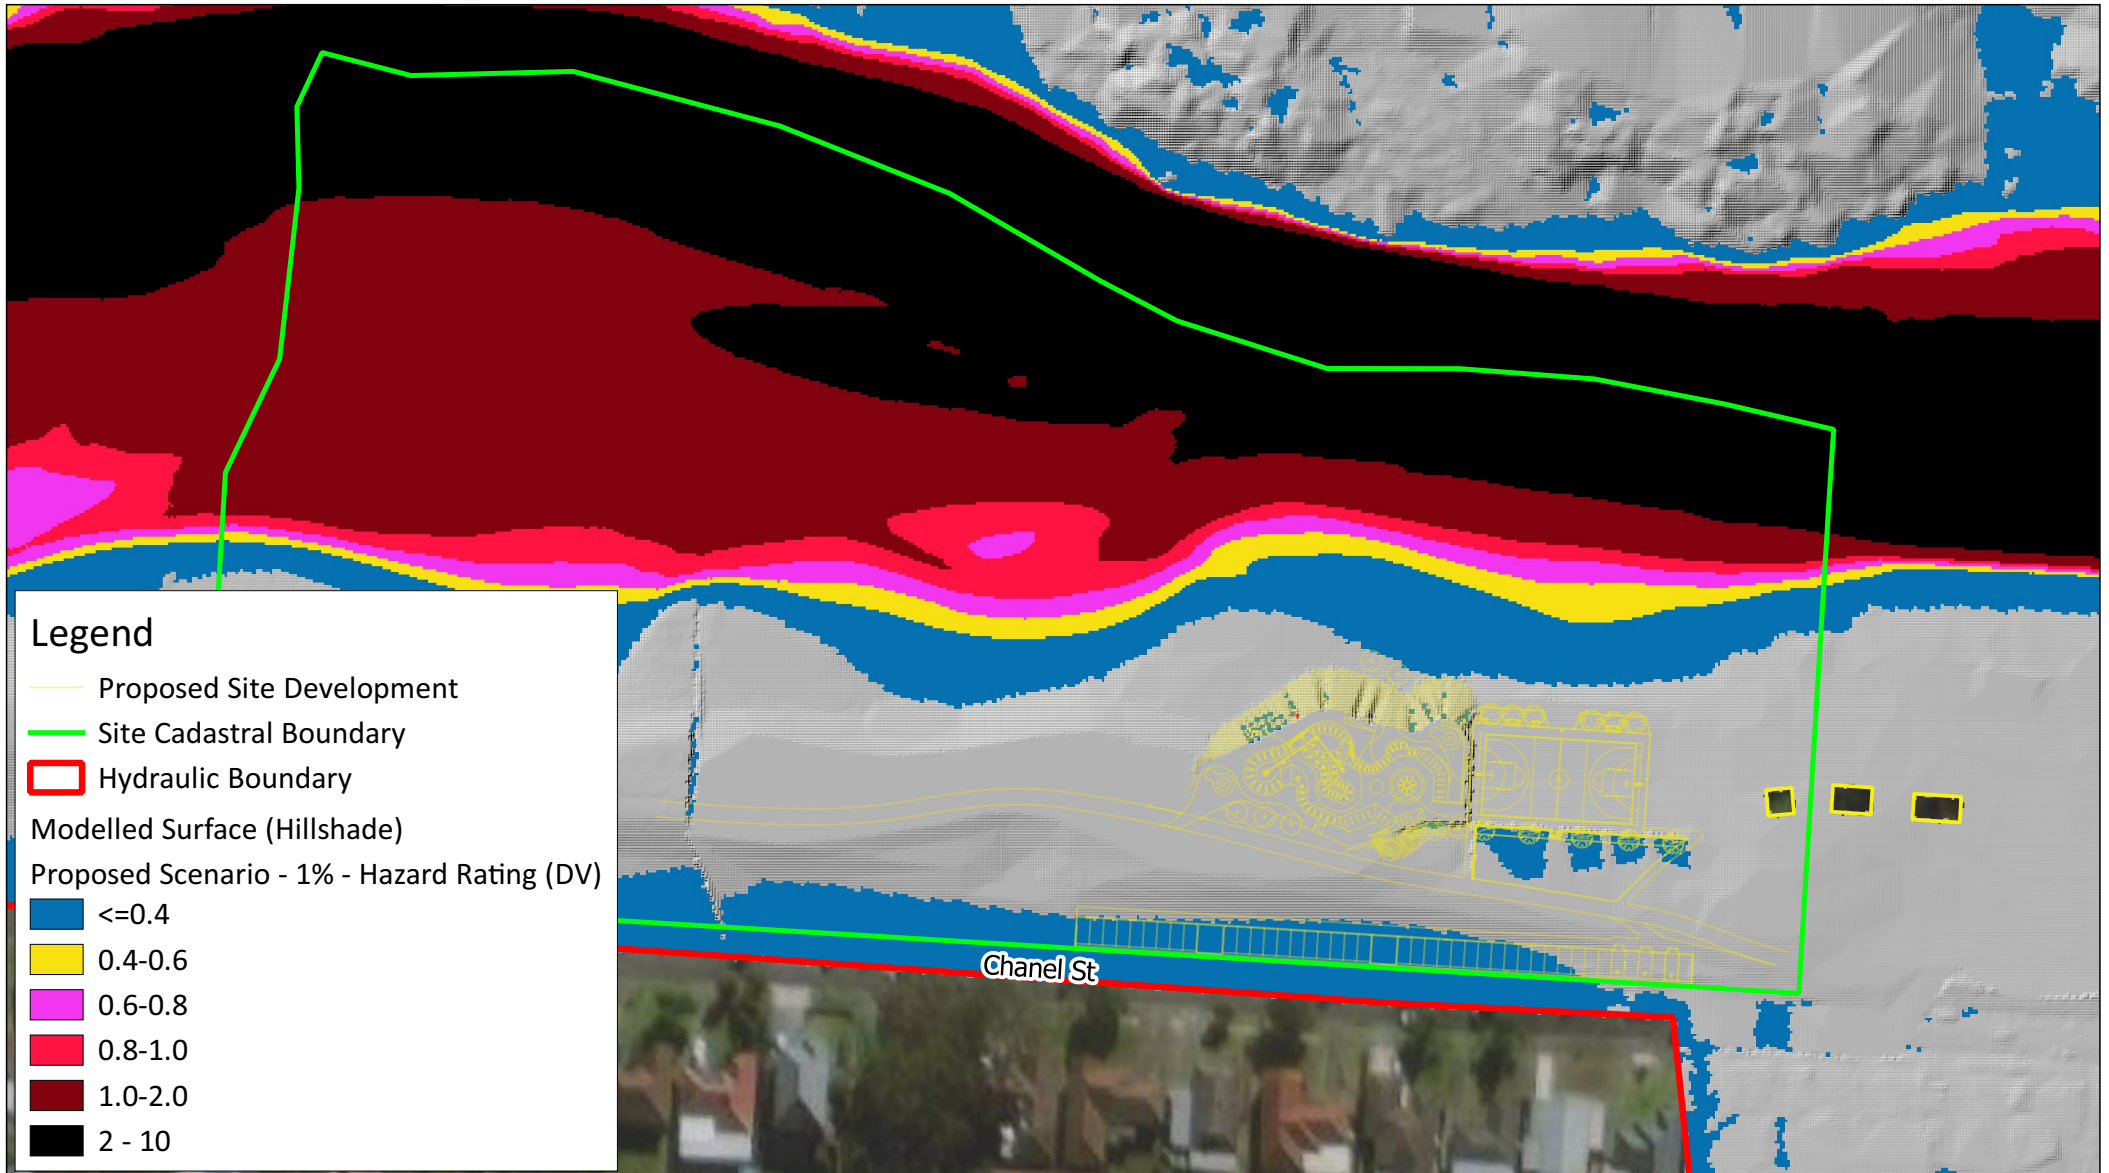 Legend
Proposed Site Development
Site Cadastral Boundary
Hydraulic Boundary
Modelled Surface (Hillshade)
Proposed Scenario - 1% - Hazard Rating (DV)
<=0.4
0.4-0.6
0.6-0.8
0.8-1.0
1.0-2.0
2 - 10
Chanel St